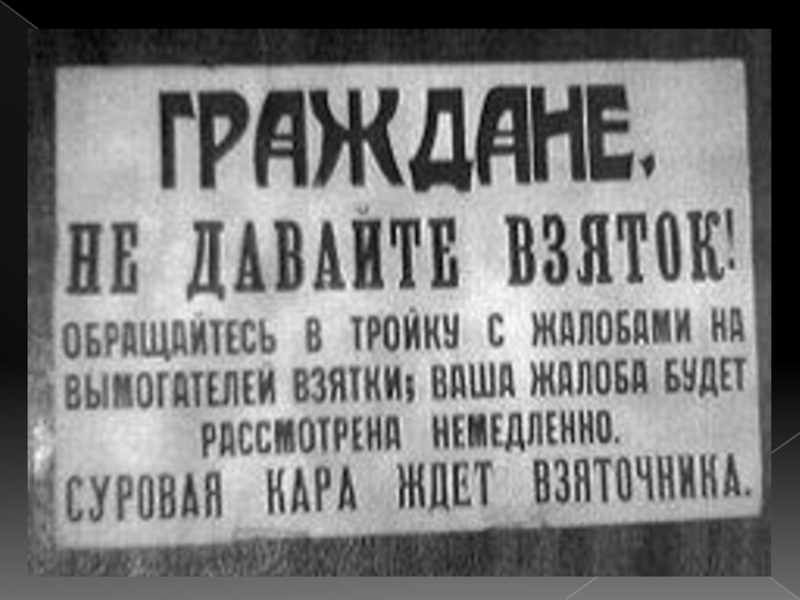 ГРАЖДАНЕ,
НЕ ДАВАЙТЕ ВЗЯТОК!
ОБРАЩАЙТЕСЬ В ТРОЙКУ С ЖАЛОБАМИ НА
ВЫМОГАТЕЛЕЙ ВЗЯТКИ; ВАША ЖАЛОБА БУДЕТ
РАССМОТРЕНА НЕМЕДЛЕННО.
СУРОВАЯ КАРА ЖДЕТ ВЗЯТОЧНИКА.